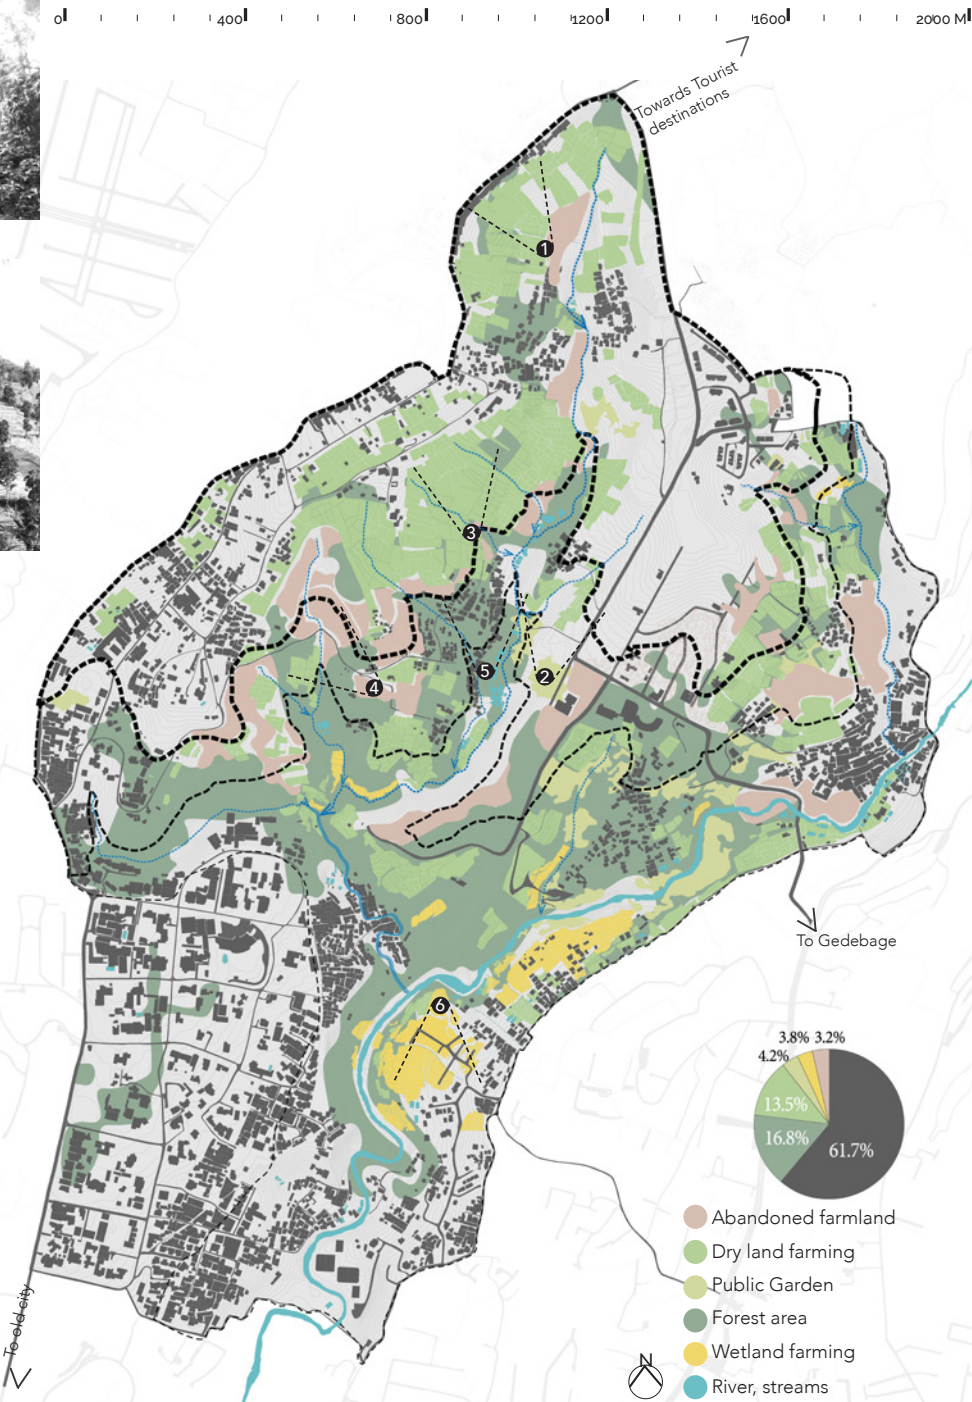 0 400 800 1200 1600 2000 M
Towards Tourist
destinations
1
3
5
2
4
To Gedebage
6
3.8% 3.2%
4.2%
13.5%
16.8%
61.7%
Abandoned farmland
Dry land farming
Public Garden
Forest area
Wetland farming
River, streams
N
To old city